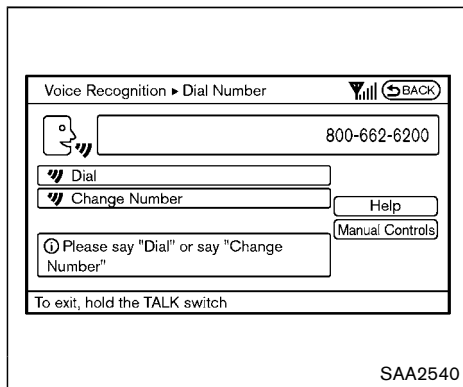 Voice Recognition ▸ Dial Number
BACK
800-662-6200
Dial
Change Number
Help
Manual Controls
Please say "Dial" or say "Change
Number"
To exit, hold the TALK switch
SAA2540